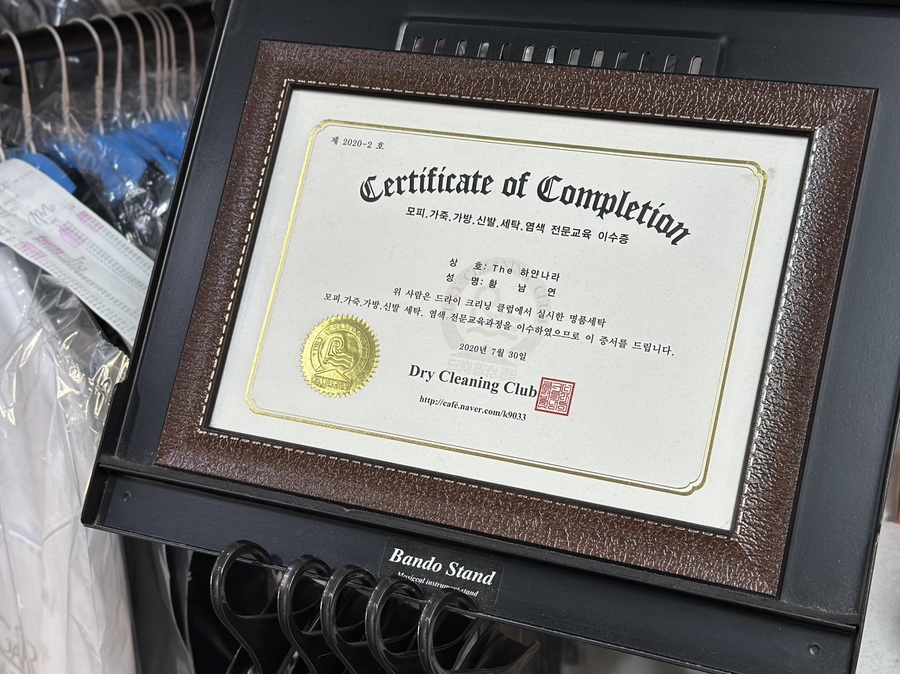 제 2020-2 호
Certificate of Completion
모피.가죽.가방.신발.세탁.염색 전문교육 이수증
상 호: The 하얀나라
성 명: 황 남 연
위 사람은 드라이 크리닝 클럽에서 실시한 명품세탁
모피.가죽.가방.신발 세탁. 염색 전문교육과정을 이수하였으므로 이 증서를 드립니다.
2020년 7월 30일
Dry Cleaning Club
http://café.naver.com/k9033
Bando Stand
Musiccal instrument stand